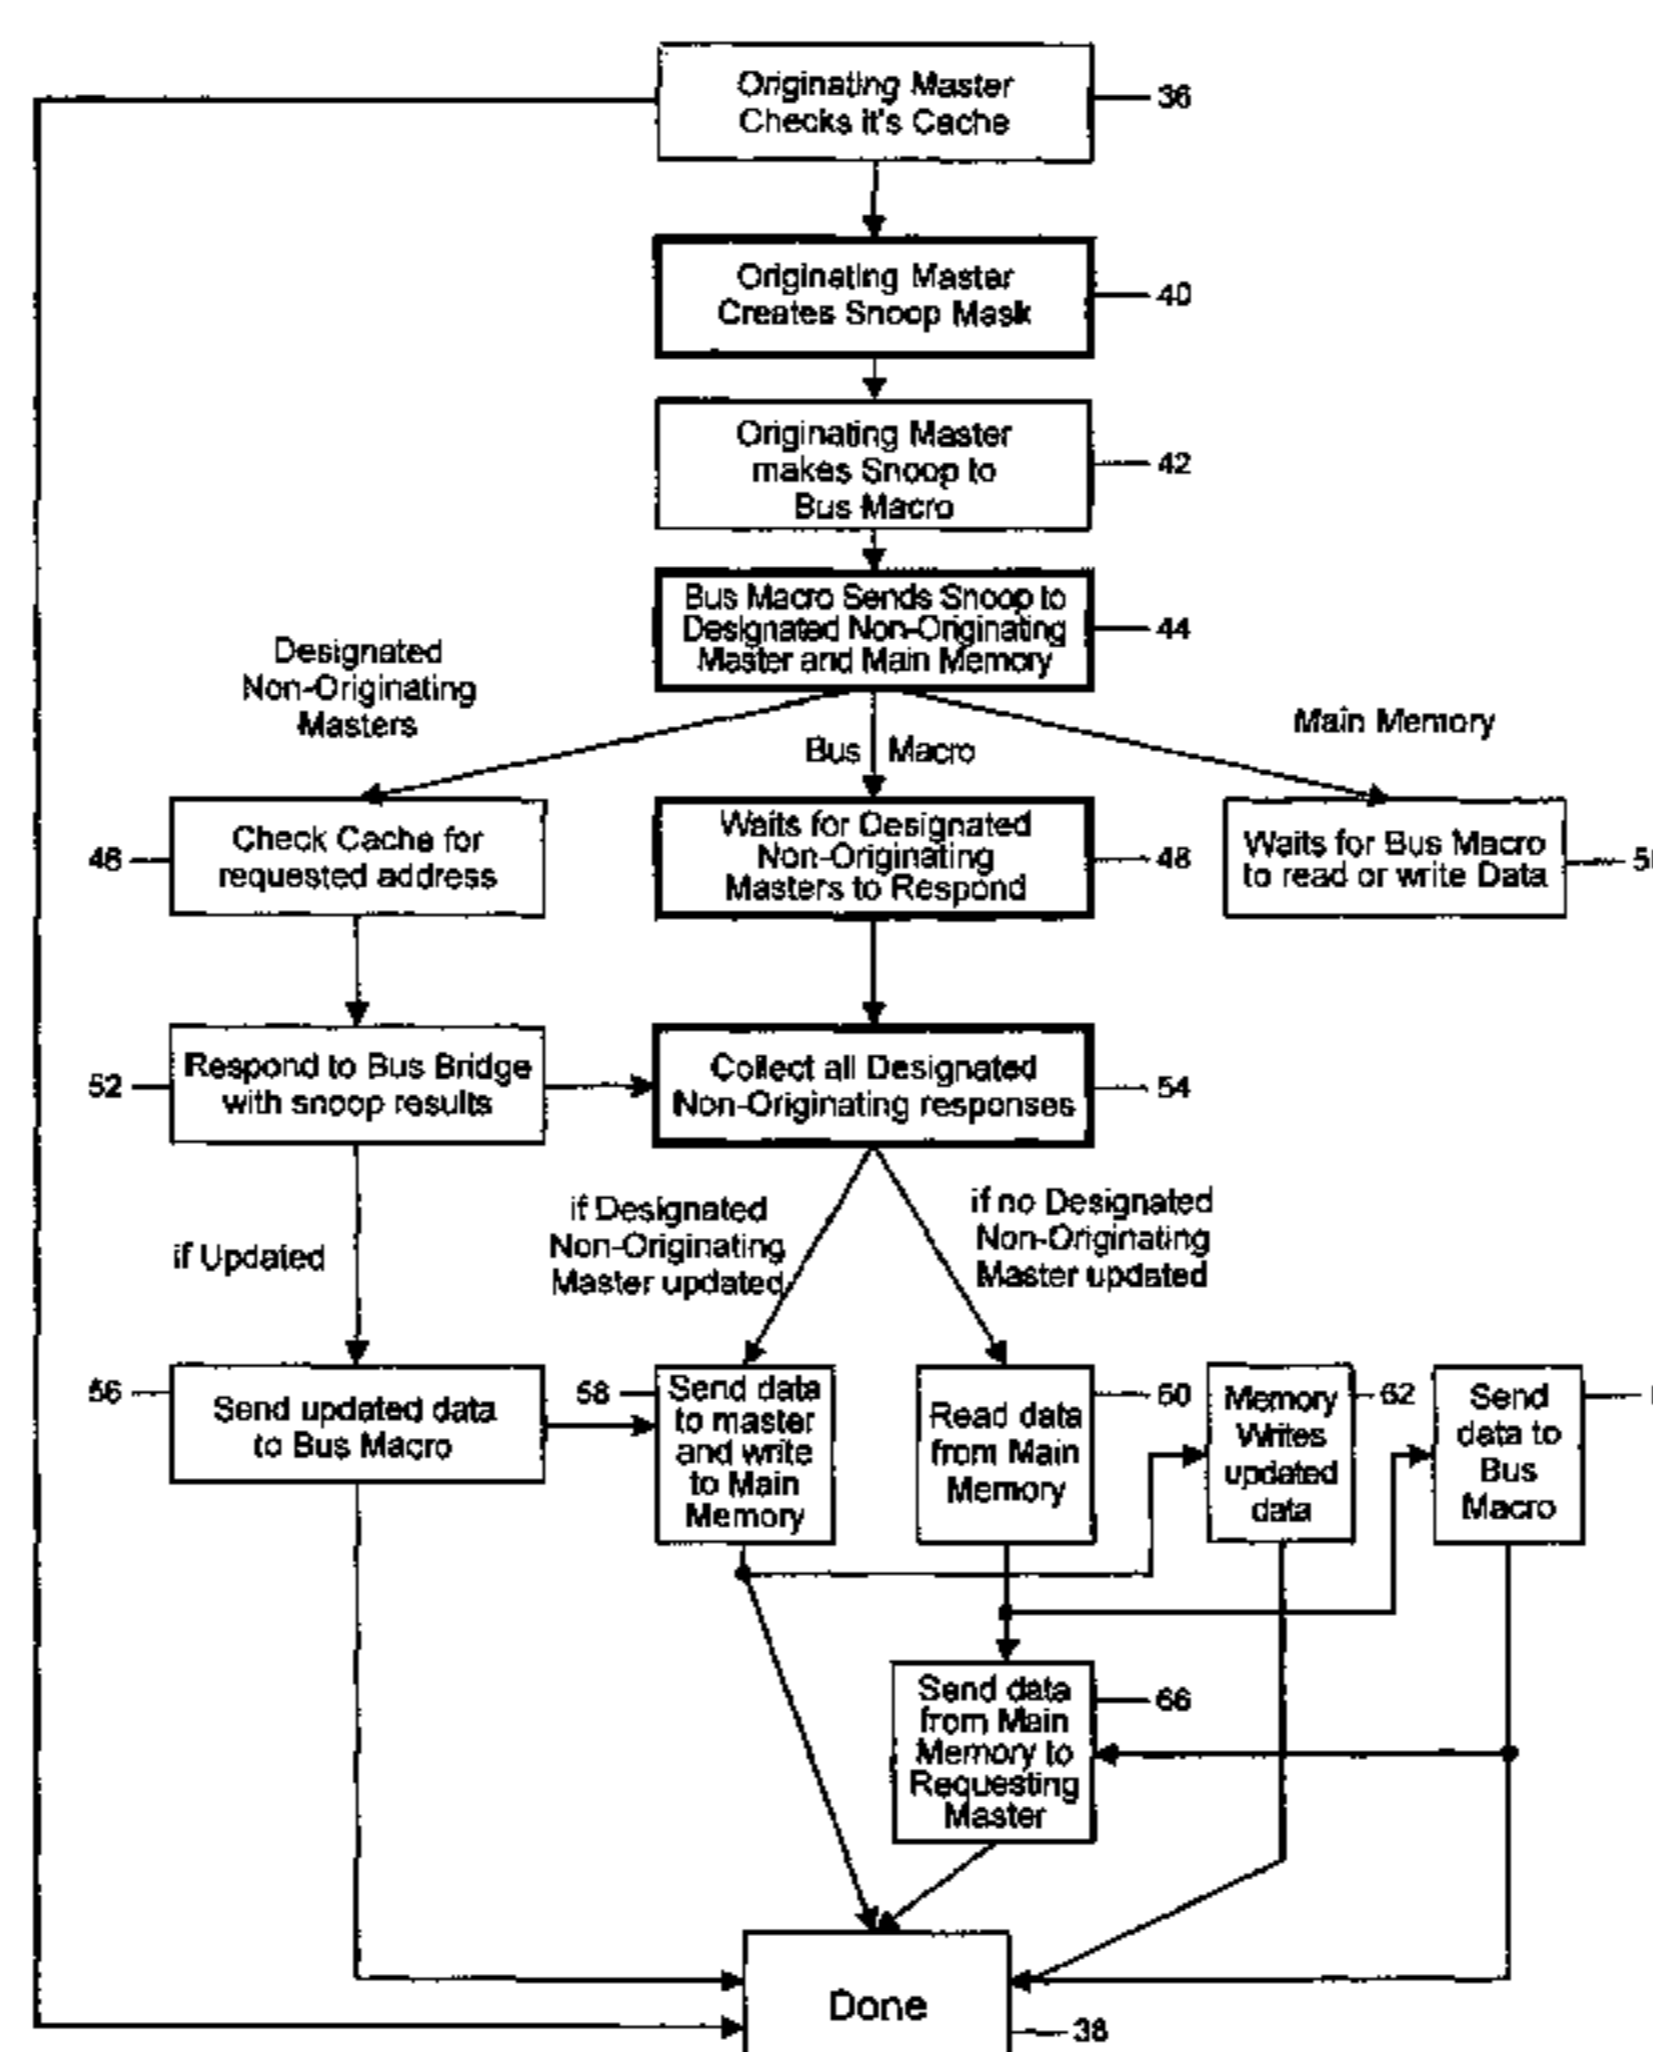 Originating Master
Checks it's Cache
36
Originating Master
Creates Snoop Mask
40
Originating Master
makes Snoop to
Bus Macro
42
Bus Macro Sends Snoop to
Designated Non-Originating
Master and Main Memory
44
Designated
Non-Originating
Masters
Bus Macro
Main Memory
46
Check Cache for
requested address
Waits for Designated
Non-Originating
Masters to Respond
48
Waits for Bus Macro
to read or write Data
52
Respond to Bus Bridge
with snoop results
Collect all Designated
Non-Originating responses
54
if Updated
if Designated
Non-Originating
Master updated
if no Designated
Non-Originating
Master updated
56
Send updated data
to Bus Macro
58
Send data
to master
and write
to Main
Memory
Read data
from Main
Memory
60
Memory
Writes
updated
data
62
Send
data to
Bus
Macro
Send data
from Main
Memory to
Requesting
Master
66
Done
38